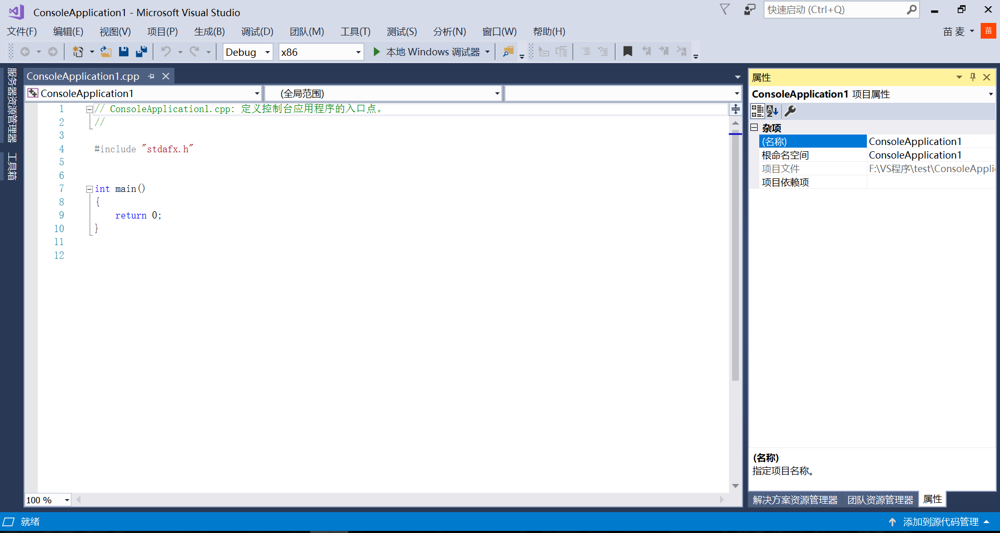 ConsoleApplication1 - Microsoft Visual Studio
快速启动 (Ctrl+Q)
文件(F) 编辑(E) 视图(V) 项目(P) 生成(B) 调试(D) 团队(M) 工具(T) 测试(S) 分析(N) 窗口(W) 帮助(H)
苗 麦
苗
Debug x86 本地 Windows 调试器
服务器资源管理器
工具箱
ConsoleApplication1.cpp
ConsoleApplication1 (全局范围)
1 // ConsoleApplication1.cpp: 定义控制台应用程序的入口点。
2 //
3
4 #include "stdafx.h"
5
6
7 int main()
8 {
9 return 0;
10 }
11
12
100 %
属性
ConsoleApplication1 项目属性
杂项
(名称) ConsoleApplication1
根命名空间 ConsoleApplication1
项目文件 F:\VS程序\test\ConsoleAppli
项目依赖项
(名称)
指定项目名称。
解决方案资源管理器 团队资源管理器 属性
就绪
添加到源代码管理